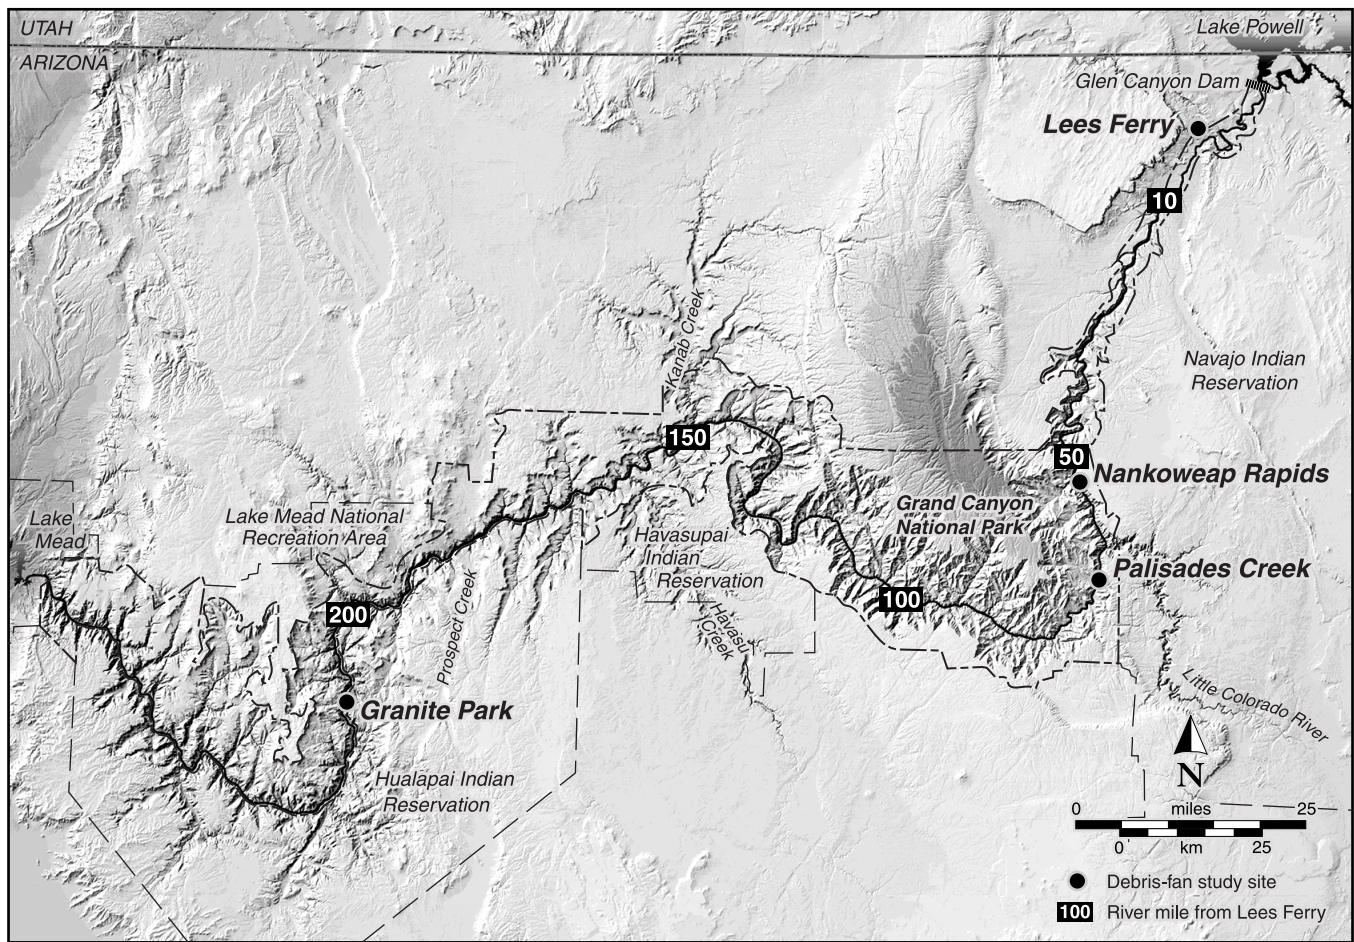 UTAH
ARIZONA
Lake Powell
Glen Canyon Dam
Lees Ferry
10
Kanab Creek
Navajo Indian
Reservation
150
50
Nankoweap Rapids
Grand Canyon
National Park
Lake
Mead
Lake Mead National
Recreation Area
Havasupai
Indian
Reservation
Palisades Creek
200
100
Prospect Creek
Havasu
Creek
Granite Park
Little Colorado River
Hualapai Indian
Reservation
N
0 miles 25
0 km 25
Debris-fan study site
100 River mile from Lees Ferry